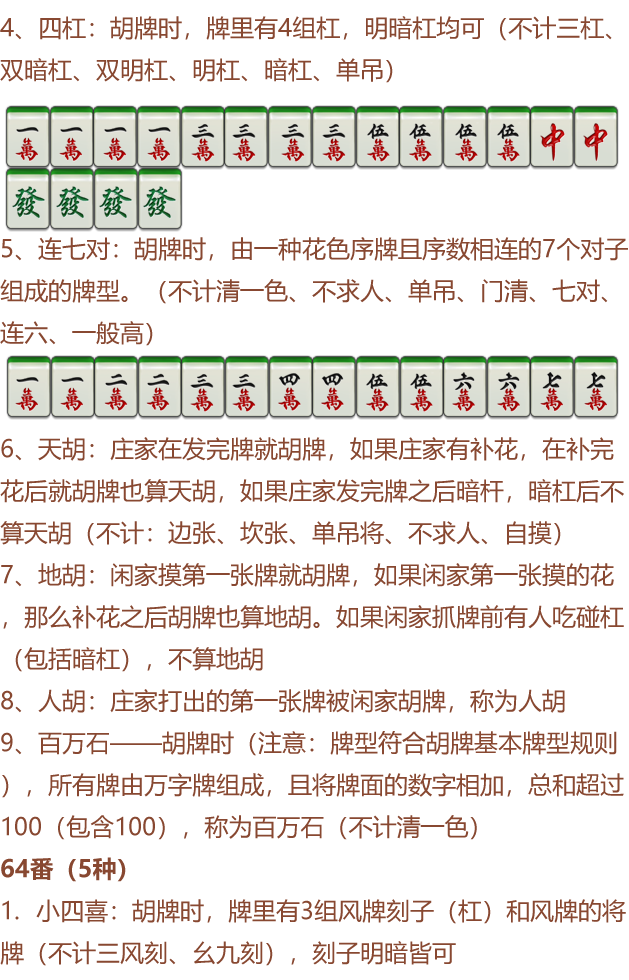 4、四杠：胡牌时，牌里有4组杠，明暗杠均可（不计三杠、
双暗杠、双明杠、明杠、暗杠、单吊）
一萬 一萬 一萬 一萬 三萬 三萬 三萬 三萬 伍萬 伍萬 伍萬 伍萬 中 中
發 發 發 發
5、连七对：胡牌时，由一种花色序牌且序数相连的7个对子
组成的牌型。（不计清一色、不求人、单吊、门清、七对、
连六、一般高）
一萬 一萬 二萬 二萬 三萬 三萬 四萬 四萬 伍萬 伍萬 六萬 六萬 七萬 七萬
6、天胡：庄家在发完牌就胡牌，如果庄家有补花，在补完
花后就胡牌也算天胡，如果庄家发完牌之后暗杆，暗杠后不
算天胡（不计：边张、坎张、单吊将、不求人、自摸）
7、地胡：闲家摸第一张牌就胡牌，如果闲家第一张摸的花
，那么补花之后胡牌也算地胡。如果闲家抓牌前有人吃碰杠
（包括暗杠），不算地胡
8、人胡：庄家打出的第一张牌被闲家胡牌，称为人胡
9、百万石——胡牌时（注意：牌型符合胡牌基本牌型规则
），所有牌由万字牌组成，且将牌面的数字相加，总和超过
100（包含100），称为百万石（不计清一色）
64番（5种）
1.  小四喜：胡牌时，牌里有3组风牌刻子（杠）和风牌的将
牌（不计三风刻、幺九刻），刻子明暗皆可